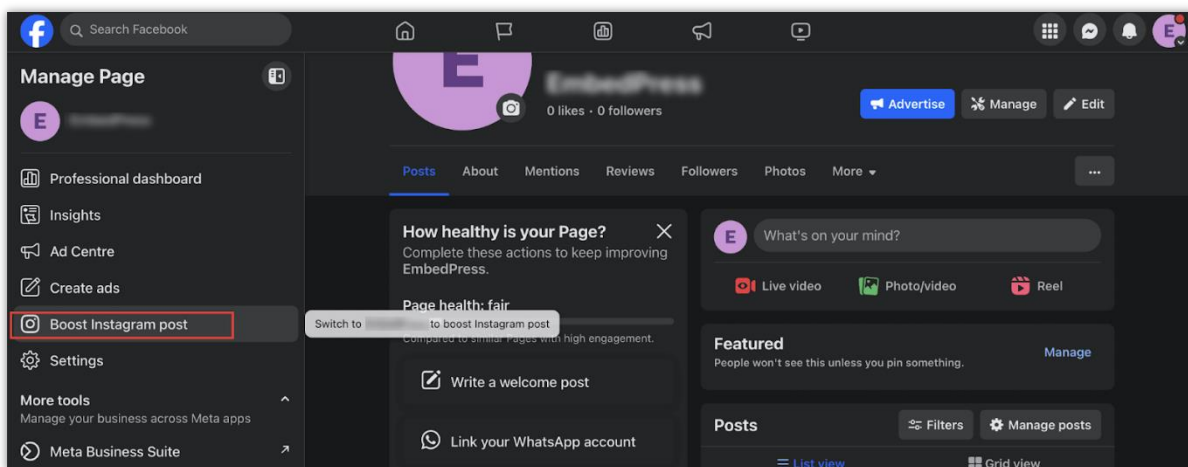 Search Facebook
Manage Page
E
E
Professional dashboard
Insights
Ad Centre
Create ads
Boost Instagram post
Settings
More tools
Manage your business across Meta apps
Meta Business Suite
E
EmbedPress
0 likes · 0 followers
Advertise
Manage
Edit
Posts About Mentions Reviews Followers Photos More
How healthy is your Page?
Complete these actions to keep improving
EmbedPress.
Page health: fair
Switch to to boost Instagram post
Compared to similar Pages with high engagement.
Write a welcome post
Link your WhatsApp account
E
What's on your mind?
Live video Photo/video Reel
Featured
Manage
People won't see this unless you pin something.
Posts
Filters
Manage posts
List view
Grid view